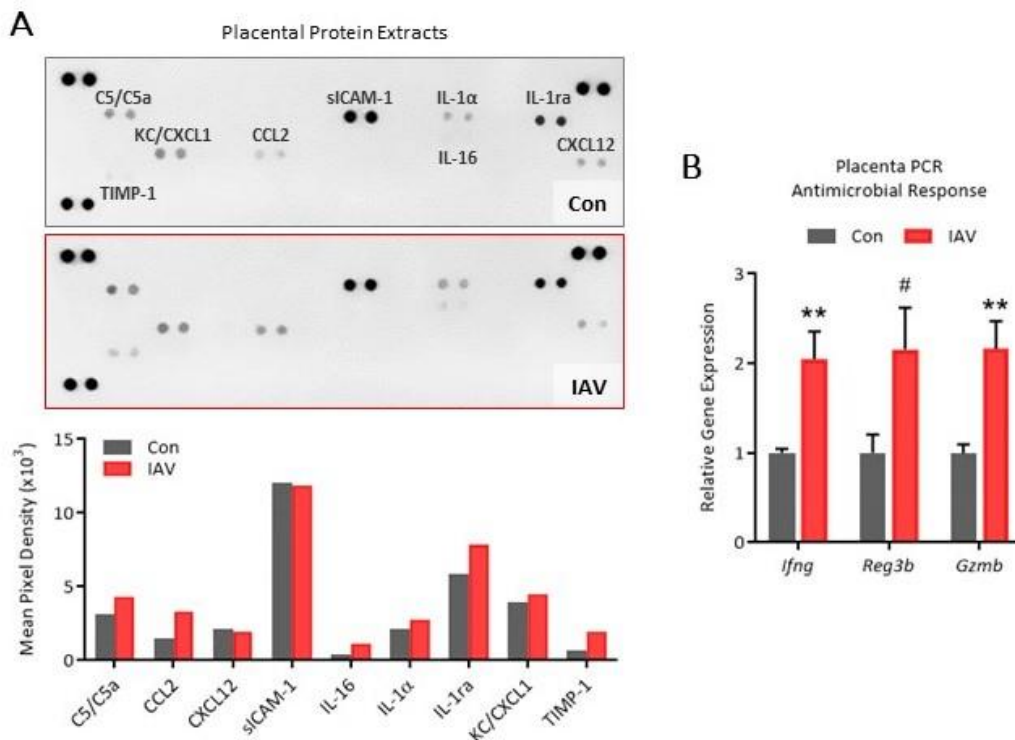 A
Placental Protein Extracts
C5/C5a
sICAM-1
IL-1α
IL-1ra
KC/CXCL1
CCL2
IL-16
CXCL12
TIMP-1
Con
IAV
Mean Pixel Density (x10³)
15
10
5
0
Con
IAV
C5/C5a
CCL2
CXCL12
sICAM-1
IL-16
IL-1α
IL-1ra
KC/CXCL1
TIMP-1
B
Placenta PCR
Antimicrobial Response
Con
IAV
Relative Gene Expression
3
2
1
0
**
#
**
Ifng
Reg3b
Gzmb